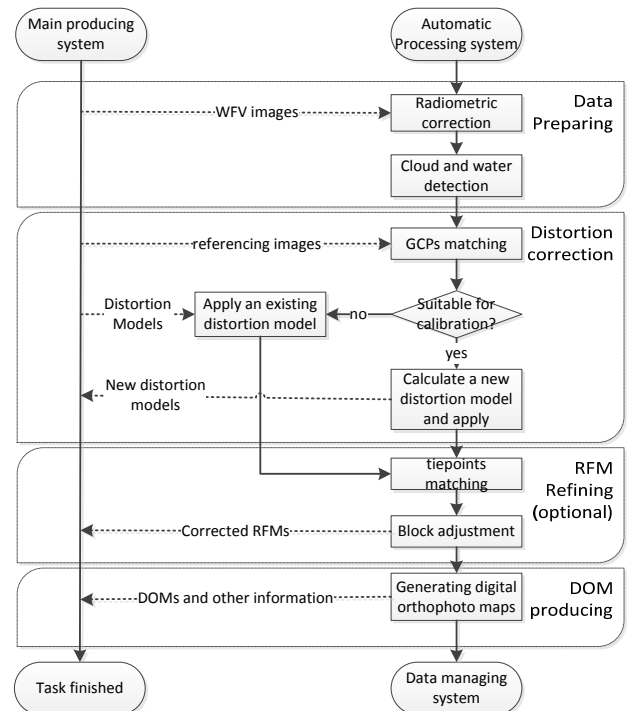 Main producing
system
Automatic
Processing system
WFV images
Radiometric
correction
Data
Preparing
Cloud and water
detection
referencing images
GCPs matching
Distortion
correction
Distortion
Models
Apply an existing
distortion model
no
Suitable for
calibration?
yes
New distortion
models
Calculate a new
distortion model
and apply
tiepoints
matching
RFM
Refining
(optional)
Corrected RFMs
Block adjustment
DOMs and other information
Generating digital
orthophoto maps
DOM
producing
Task finished
Data managing
system